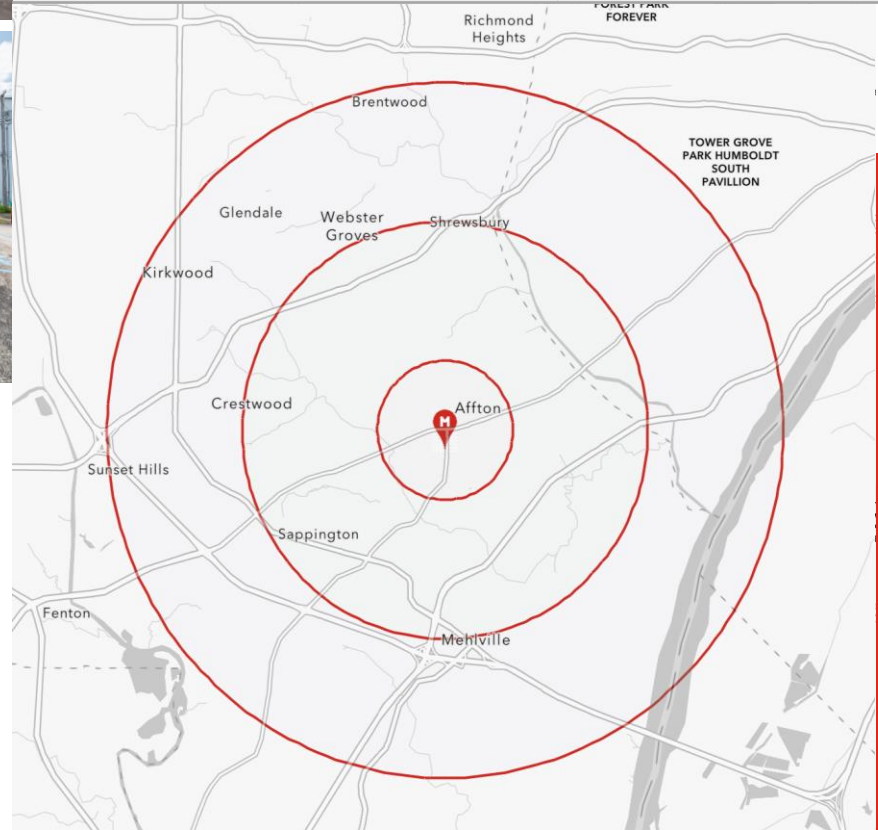 Richmond
Heights
FOREST PARK
FOREVER
Brentwood
TOWER GROVE
PARK HUMBOLDT
SOUTH
PAVILLION
Glendale
Webster
Groves
Shrewsbury
Kirkwood
Crestwood
Affton
M
Sunset Hills
Sappington
Fenton
Mehlville